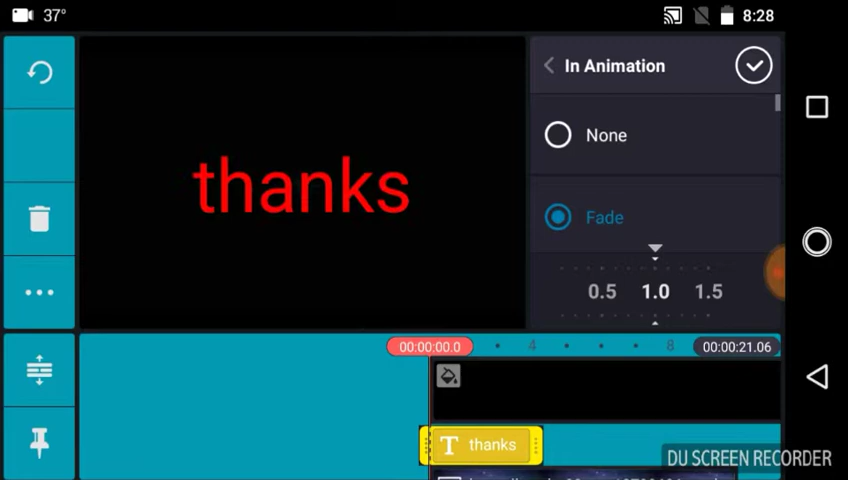 37°
8:28
In Animation
thanks
None
Fade
0.5 1.0 1.5
00:00:00.0 4 8 00:00:21.06
T thanks
DU SCREEN RECORDER